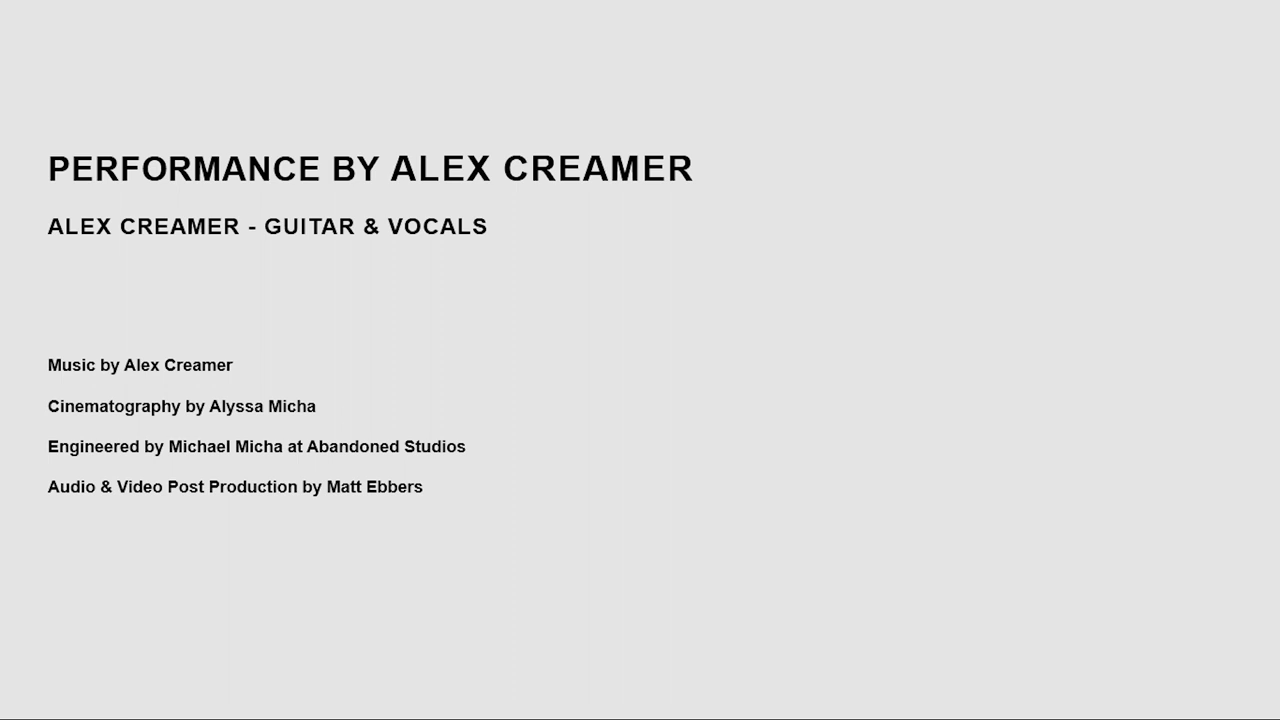 PERFORMANCE BY ALEX CREAMER
ALEX CREAMER - GUITAR & VOCALS
Music by Alex Creamer
Cinematography by Alyssa Micha
Engineered by Michael Micha at Abandoned Studios
Audio & Video Post Production by Matt Ebbers